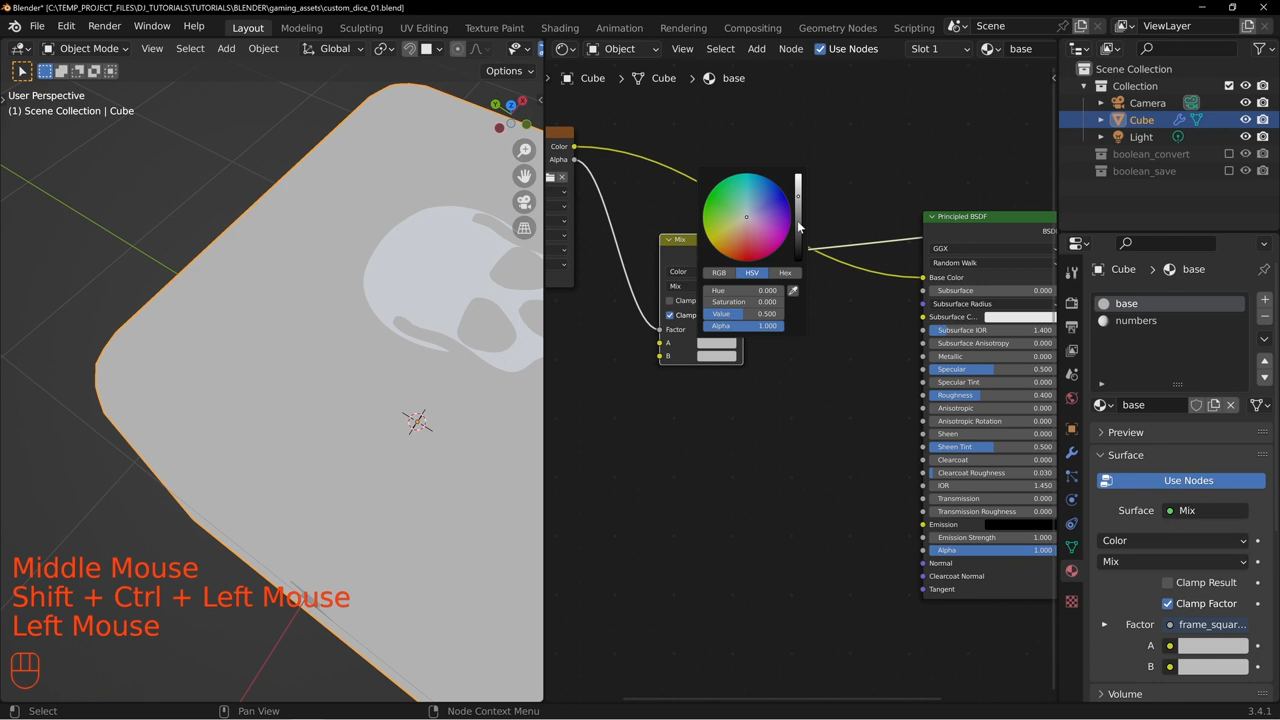 Blender* [C:\TEMP_PROJECT_FILES\DJ_TUTORIALS\TUTORIALS\BLENDER\gaming_assets\custom_dice_01.blend]
File Edit Render Window Help Layout Modeling Sculpting UV Editing Texture Paint Shading Animation Rendering Compositing Geometry Nodes Scripting Scene ViewLayer
Object Mode View Select Add Object Global Object View Select Add Node Use Nodes Slot 1 base
Options
Cube > Cube > base
User Perspective
(1) Scene Collection | Cube
Scene Collection
Collection
Camera
Cube
Light
boolean_convert
boolean_save
Color
Alpha
Mix
Color
Mix
Clamp
Clamp
Factor
A
B
RGB HSV Hex
Hue 0.000
Saturation 0.000
Value 0.500
Alpha 1.000
Principled BSDF
GGX
Random Walk
Base Color
Subsurface 0.000
Subsurface Radius
Subsurface C...
Subsurface IOR 1.400
Subsurface Anisotropy 0.000
Metallic 0.000
Specular 0.500
Specular Tint 0.000
Roughness 0.400
Anisotropic 0.000
Anisotropic Rotation 0.000
Sheen 0.000
Sheen Tint 0.500
Clearcoat 0.000
Clearcoat Roughness 0.030
IOR 1.450
Transmission 0.000
Transmission Roughness 0.000
Emission
Emission Strength 1.000
Alpha 1.000
Normal
Clearcoat Normal
Tangent
Cube > base
base
numbers
base
Preview
Surface
Use Nodes
Surface Mix
Color
Mix
Clamp Result
Clamp Factor
Factor frame_squar...
A
B
Volume
Middle Mouse
Shift + Ctrl + Left Mouse
Left Mouse
Select Pan View Node Context Menu 3.4.1